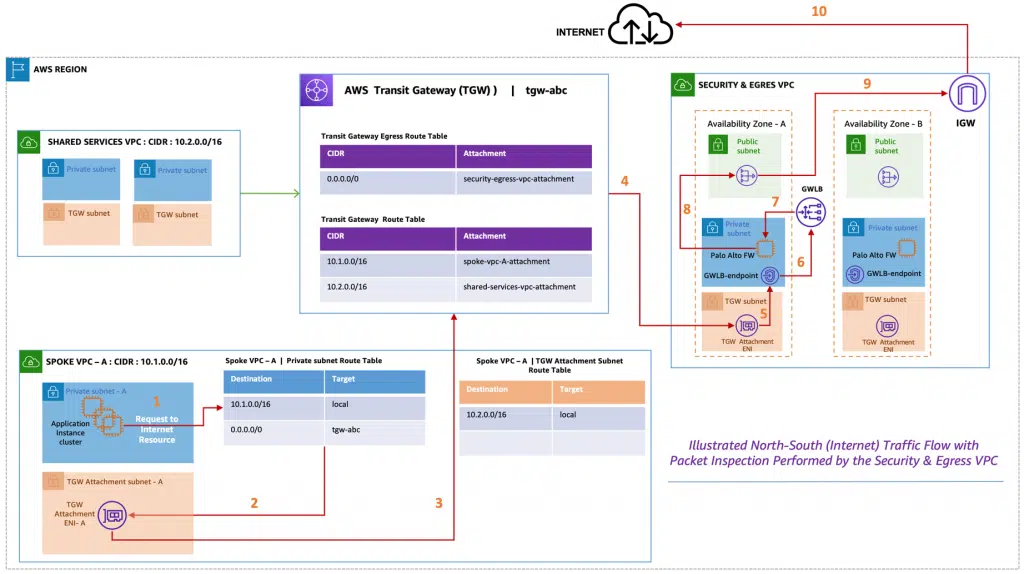 10
INTERNET
AWS REGION
AWS Transit Gateway (TGW) ) | tgw-abc
SECURITY & EGRES VPC
9
IGW
SHARED SERVICES VPC : CIDR : 10.2.0.0/16
Private subnet
Private subnet
TGW subnet
TGW subnet
Transit Gateway Egress Route Table
CIDR Attachment
0.0.0.0/0 security-egress-vpc-attachment
Transit Gateway Route Table
CIDR Attachment
10.1.0.0/16 spoke-vpc-A-attachment
10.2.0.0/16 shared-services-vpc-attachment
4
Availability Zone - A
Public
subnet
8
7
GWLB
Private
subnet
Palo Alto FW
6
GWLB-endpoint
TGW subnet
5
TGW Attachment
ENI
Availability Zone - B
Public
subnet
Private subnet
Palo Alto FW
GWLB-endpoint
TGW subnet
TGW Attachment
ENI
SPOKE VPC – A : CIDR : 10.1.0.0/16
Private subnet - A
1
Application
Instance
cluster
Request to
Internet
Resource
Spoke VPC – A | Private subnet Route Table
Destination Target
10.1.0.0/16 local
0.0.0.0/0 tgw-abc
Spoke VPC – A | TGW Attachment Subnet
Route Table
Destination Target
10.2.0.0/16 local
TGW Attachment subnet - A
TGW
Attachment
ENI- A
2
3
Illustrated North-South (Internet) Traffic Flow with
Packet Inspection Performed by the Security & Egress VPC